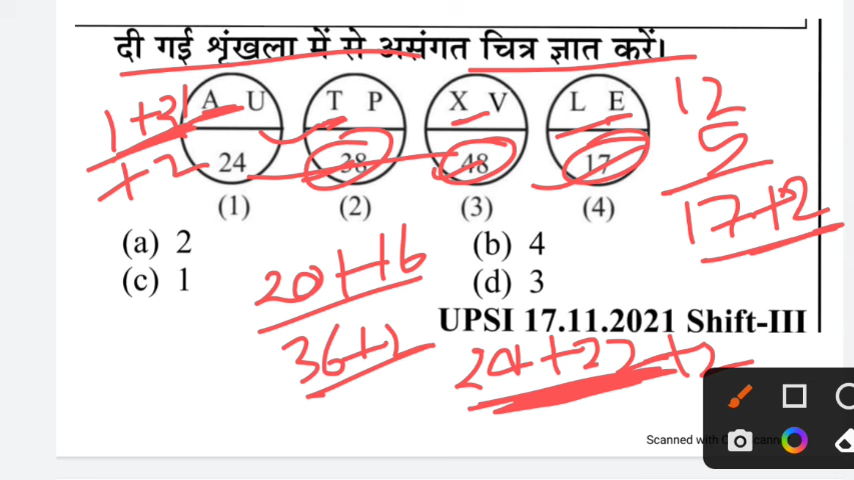 दी गई शृंखला में से असंगत चित्र ज्ञात करें।
A U T P X V L E 12
1+21 5
+2 24 38 48 17
17+2
(1) (2) (3) (4)
(a) 2 (b) 4
(c) 1 (d) 3
20+16
UPSI 17.11.2021 Shift-III
36+2
24+22+2
Scanned with